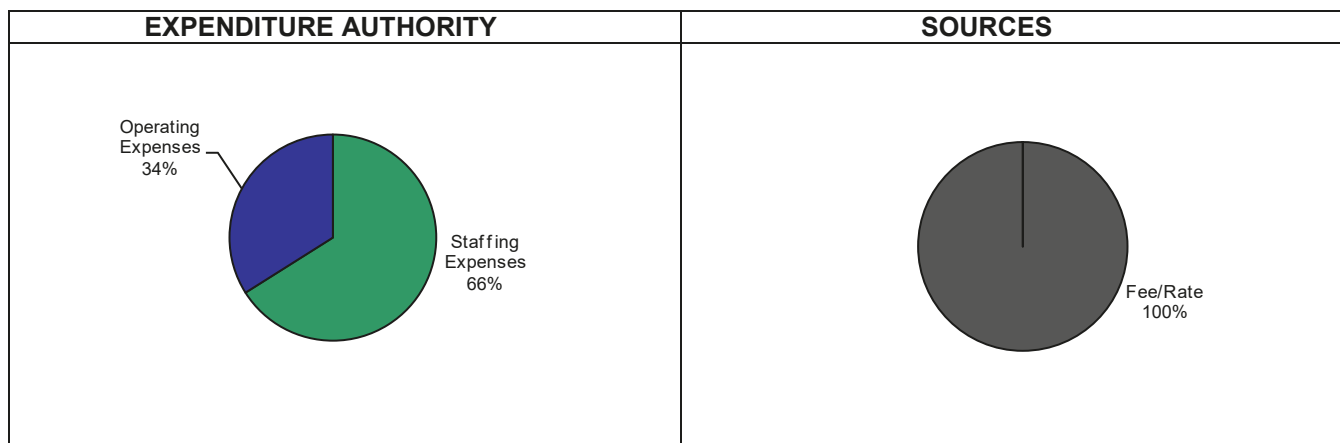 EXPENDITURE AUTHORITY
Operating
Expenses
34%
Staffing
Expenses
66%
SOURCES
Fee/Rate
100%